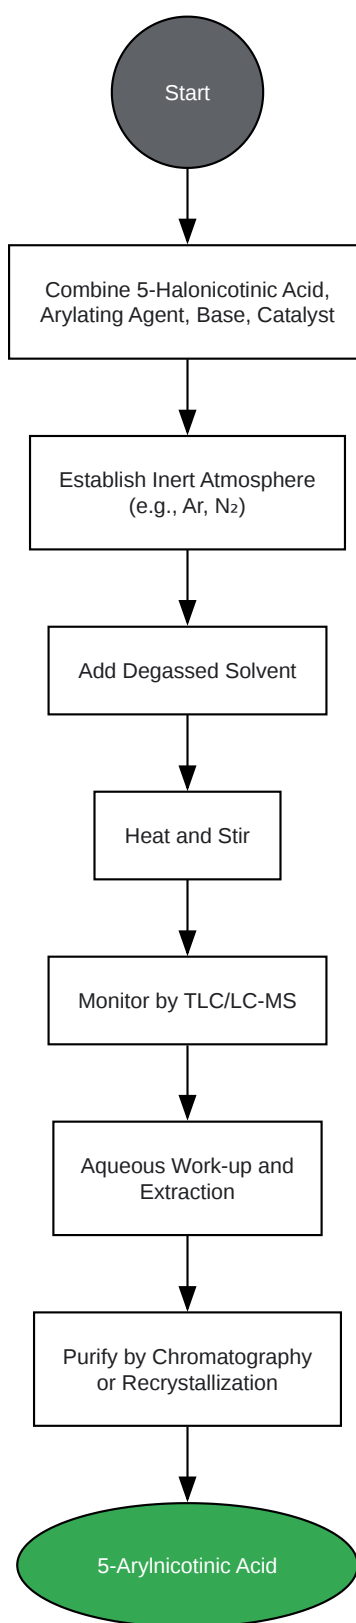 Start
Combine 5-Halonicotinic Acid,
Arylating Agent, Base, Catalyst
Establish Inert Atmosphere
(e.g., Ar, N₂)
Add Degassed Solvent
Heat and Stir
Monitor by TLC/LC-MS
Aqueous Work-up and
Extraction
Purify by Chromatography
or Recrystallization
5-Arylnicotinic Acid